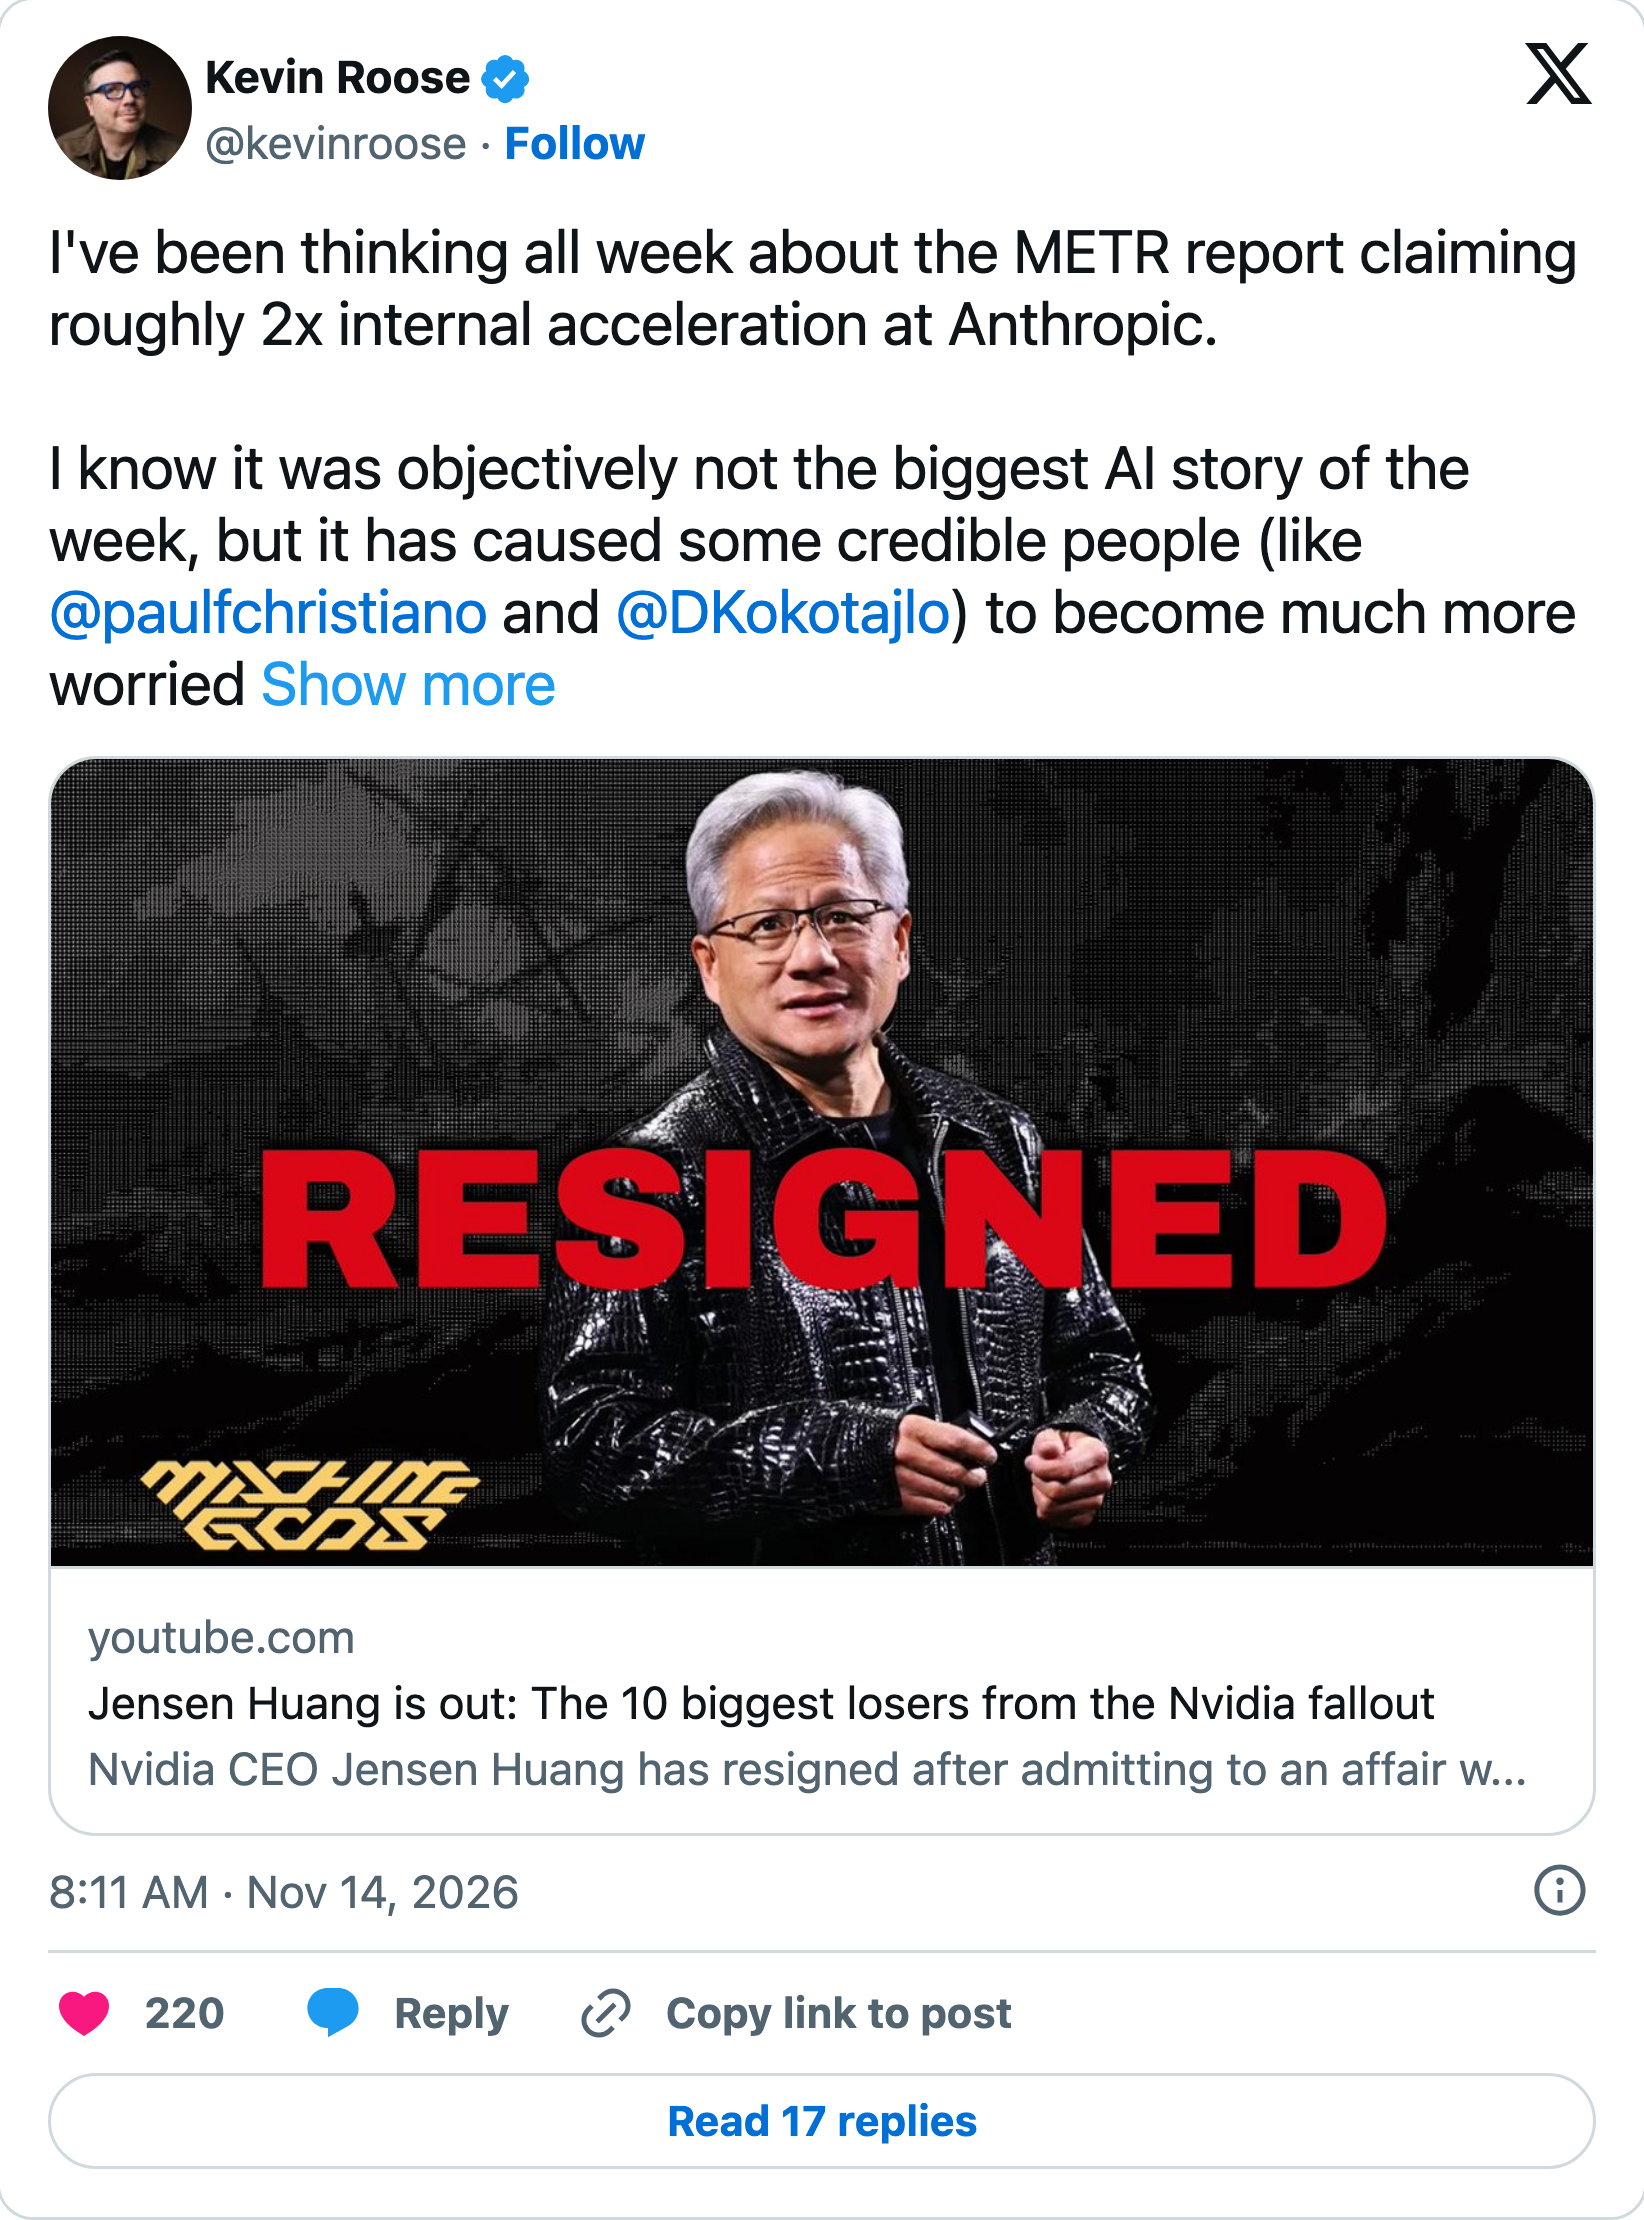 Kevin Roose
@kevinroose · Follow
I've been thinking all week about the METR report claiming
roughly 2x internal acceleration at Anthropic.
I know it was objectively not the biggest AI story of the
week, but it has caused some credible people (like
@paulfchristiano and @DKokotajlo) to become much more
worried Show more
RESIGNED
youtube.com
Jensen Huang is out: The 10 biggest losers from the Nvidia fallout
Nvidia CEO Jensen Huang has resigned after admitting to an affair w...
8:11 AM · Nov 14, 2026
220 Reply Copy link to post
Read 17 replies